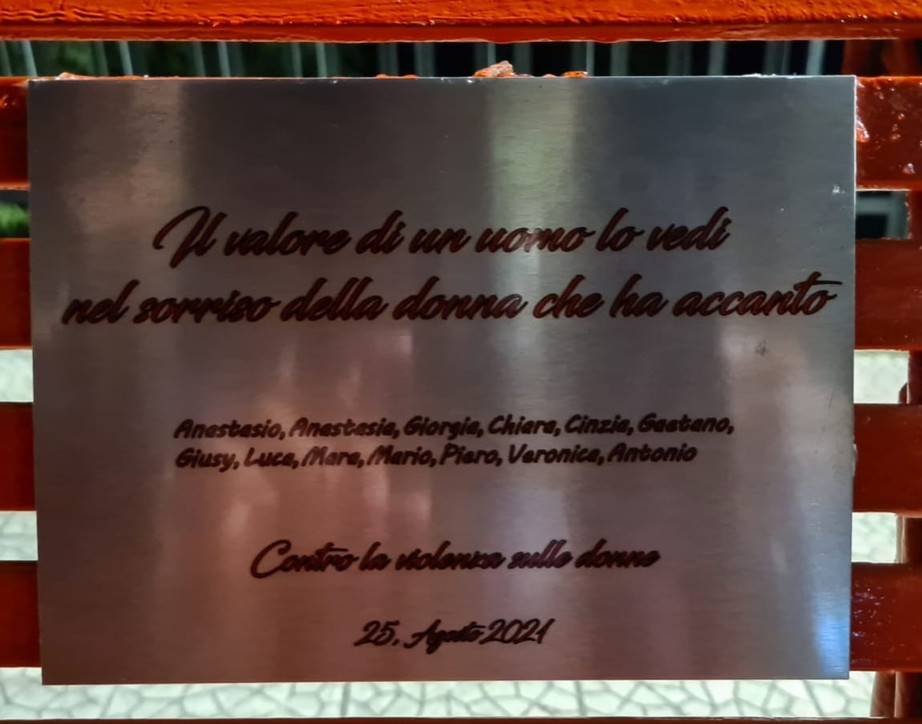 Il valore di un uomo lo vedi
nel sorriso della donna che ha accanto
Anastasio, Anastasia, Giorgia, Chiara, Cinzia, Gaetano,
Giusy, Luca, Mara, Mario, Piero, Veronica, Antonio
Contro la violenza sulle donne
25, Agosto 2021